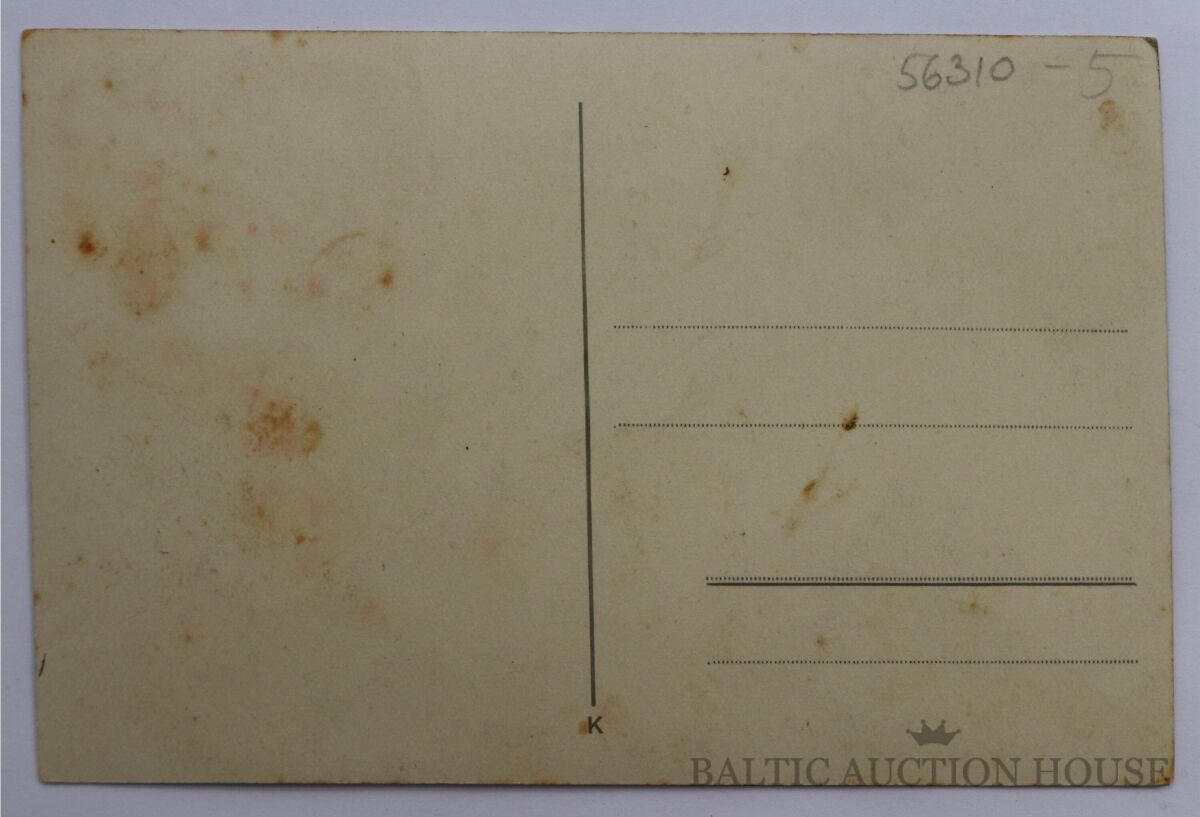 56310 - 5
K
BALTIC AUCTION HOUSE